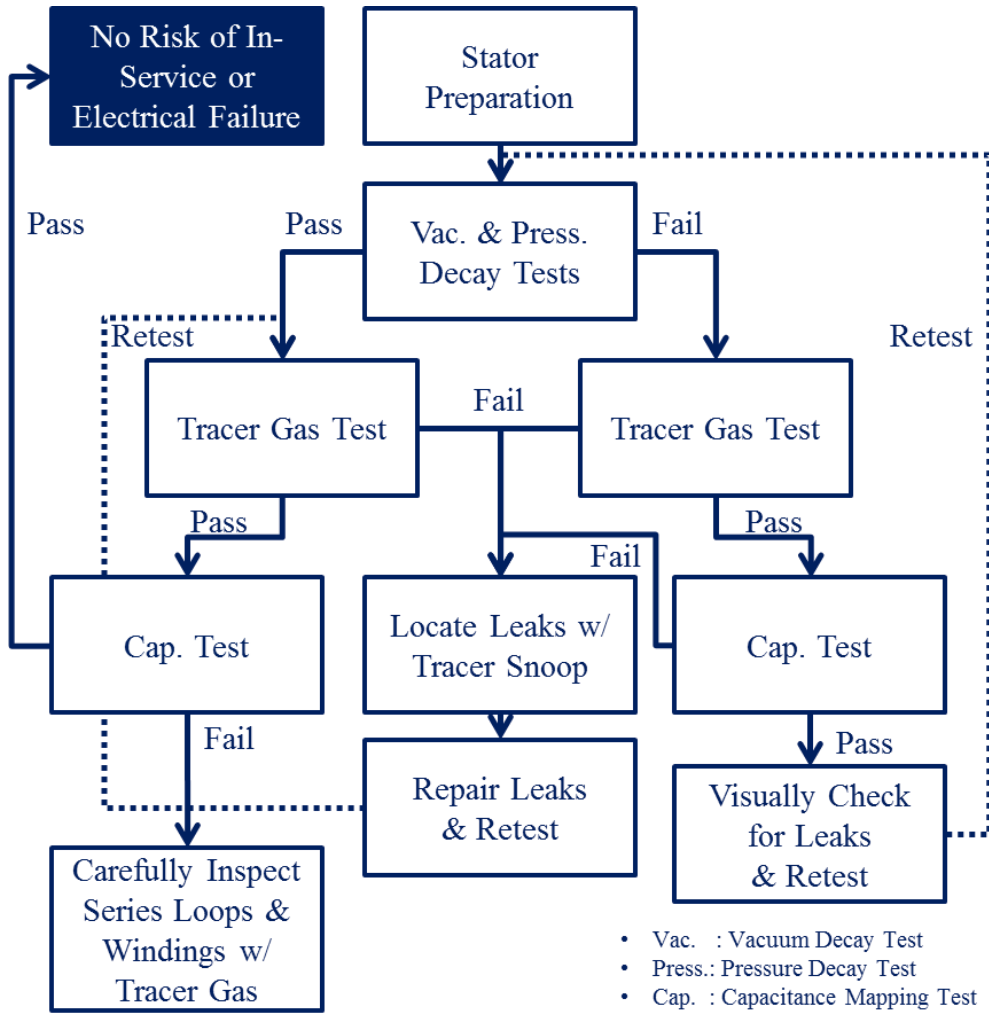 No Risk of In-
Service or
Electrical Failure
Stator
Preparation
Pass
Pass
Vac. & Press.
Decay Tests
Fail
Retest
Retest
Tracer Gas Test
Fail
Tracer Gas Test
Pass
Pass
Fail
Cap. Test
Locate Leaks w/
Tracer Snoop
Cap. Test
Fail
Pass
Repair Leaks
& Retest
Visually Check
for Leaks
& Retest
Carefully Inspect
Series Loops &
Windings w/
Tracer Gas
• Vac. : Vacuum Decay Test
• Press.: Pressure Decay Test
• Cap. : Capacitance Mapping Test